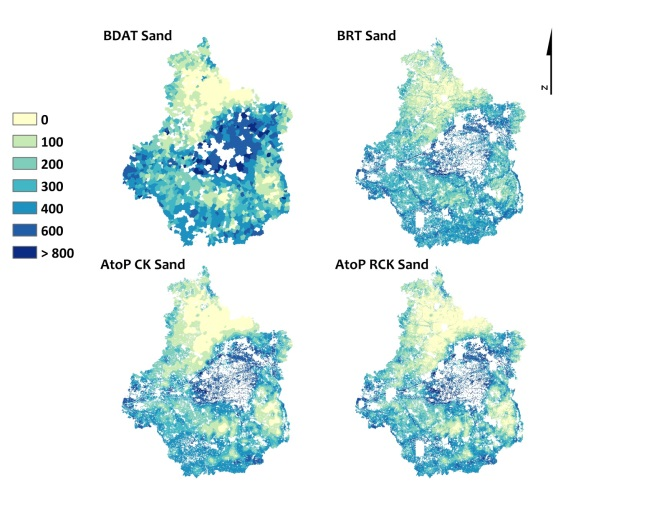 BDAT Sand
BRT Sand
N
0
100
200
300
400
600
> 800
AtoP CK Sand
AtoP RCK Sand